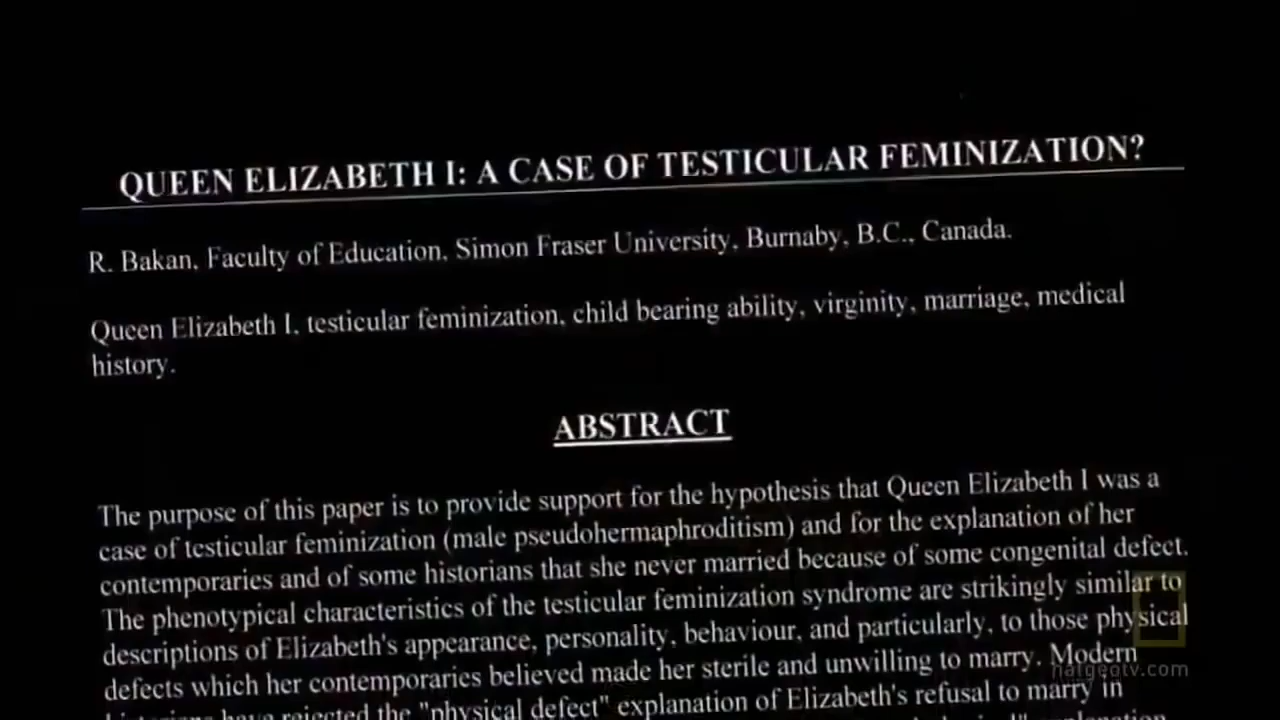 QUEEN ELIZABETH I: A CASE OF TESTICULAR FEMINIZATION?
R. Bakan, Faculty of Education, Simon Fraser University, Burnaby, B.C., Canada.
Queen Elizabeth I, testicular feminization, child bearing ability, virginity, marriage, medical
history.
ABSTRACT
The purpose of this paper is to provide support for the hypothesis that Queen Elizabeth I was a
case of testicular feminization (male pseudohermaphroditism) and for the explanation of her
contemporaries and of some historians that she never married because of some congenital defect.
The phenotypical characteristics of the testicular feminization syndrome are strikingly similar to
descriptions of Elizabeth's appearance, personality, behaviour, and particularly, to those physical
defects which her contemporaries believed made her sterile and unwilling to marry. Modern
natgeotv.com
historians have rejected the "physical defect" explanation of Elizabeth's refusal to marry in